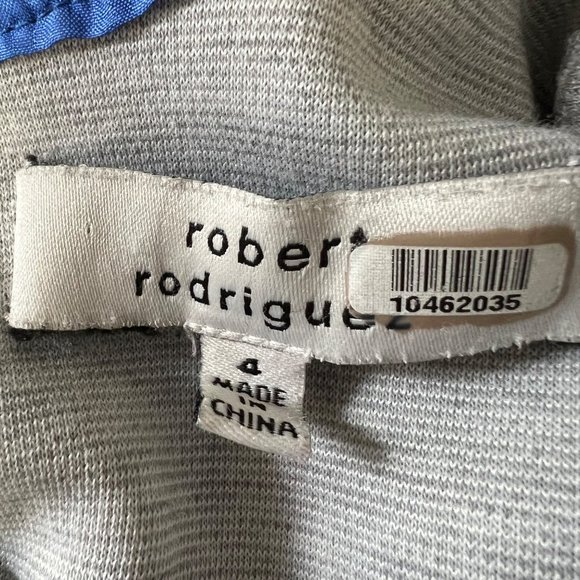 robert
rodriguez
10462035
4
MADE
IN
CHINA